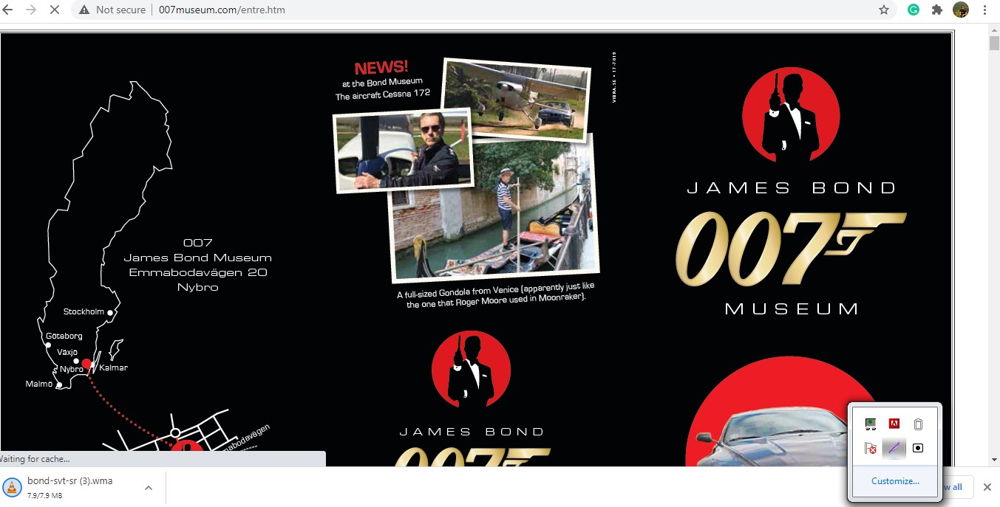 Not secure
007museum.com/entre.htm
NEWS!
at the Bond Museum
The aircraft Cessna 172
VIBRA.SE • 17-7019
JAMES BOND
007
MUSEUM
007
James Bond Museum
Emmabodavägen 20
Nybro
A full-sized Gondola from Venice (apparently just like
the one that Roger Moore used in Moonraker).
Stockholm
Göteborg
Växjö
Nybro
Kalmar
Malmö
JAMES BOND
007
mabodavägen
Waiting for cache...
bond-svt-sr (3).wma
7.9/7.9 MB
Customize...
w all